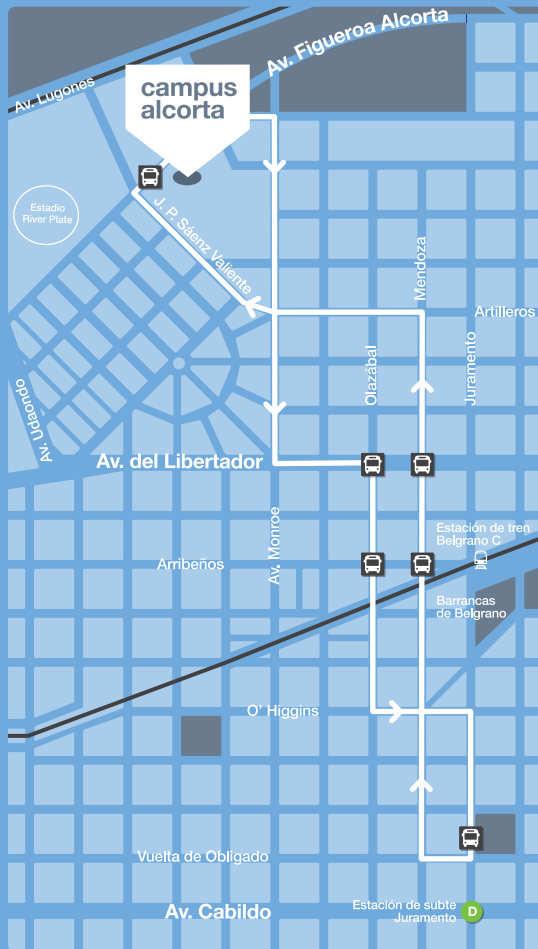 Av. Figueroa Alcorta
Av. Lugones
campus
alcorta
Estadio
River Plate
J. P. Sáenz Valiente
Mendoza
Artilleros
Olazábal
Juramento
Av. Udaondo
Av. del Libertador
Av. Monroe
Estación de tren
Belgrano C
Arribeños
Barrancas
de Belgrano
O' Higgins
Vuelta de Obligado
Av. Cabildo
Estación de subte
Juramento
D